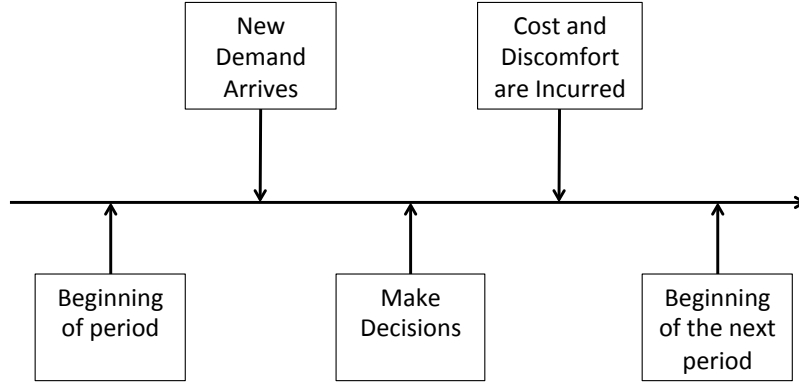 New
Demand
Arrives
Cost and
Discomfort
are Incurred
Beginning
of period
Make
Decisions
Beginning
of the next
period